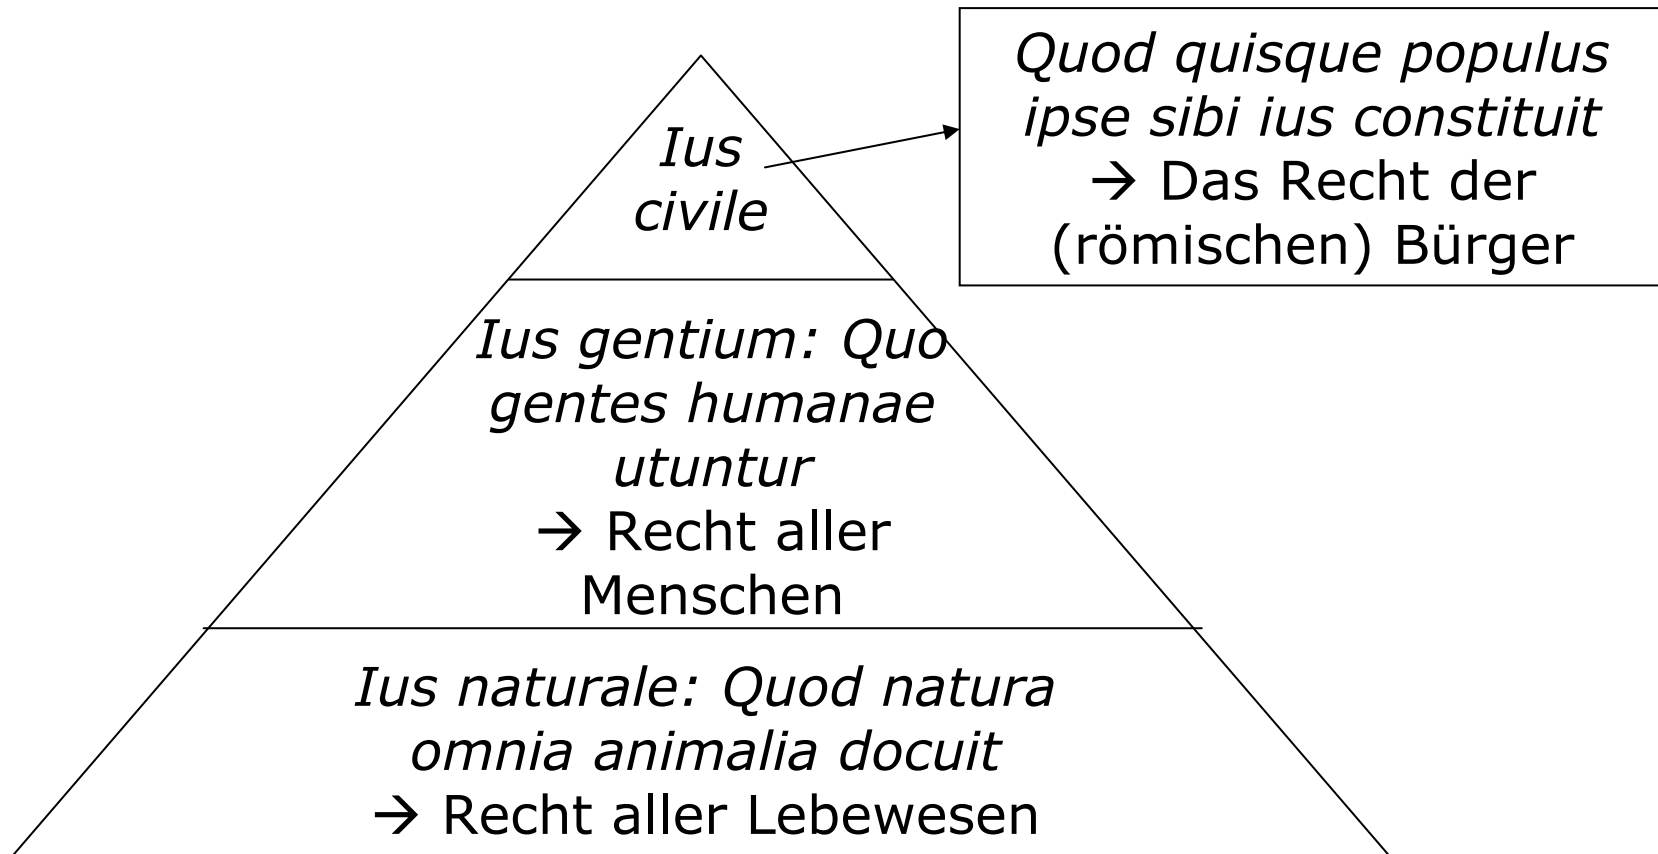 Ius
civile
Quod quisque populus
ipse sibi ius constituit
→ Das Recht der
(römischen) Bürger
Ius gentium: Quo
gentes humanae
utuntur
→ Recht aller
Menschen
Ius naturale: Quod natura
omnia animalia docuit
→ Recht aller Lebewesen